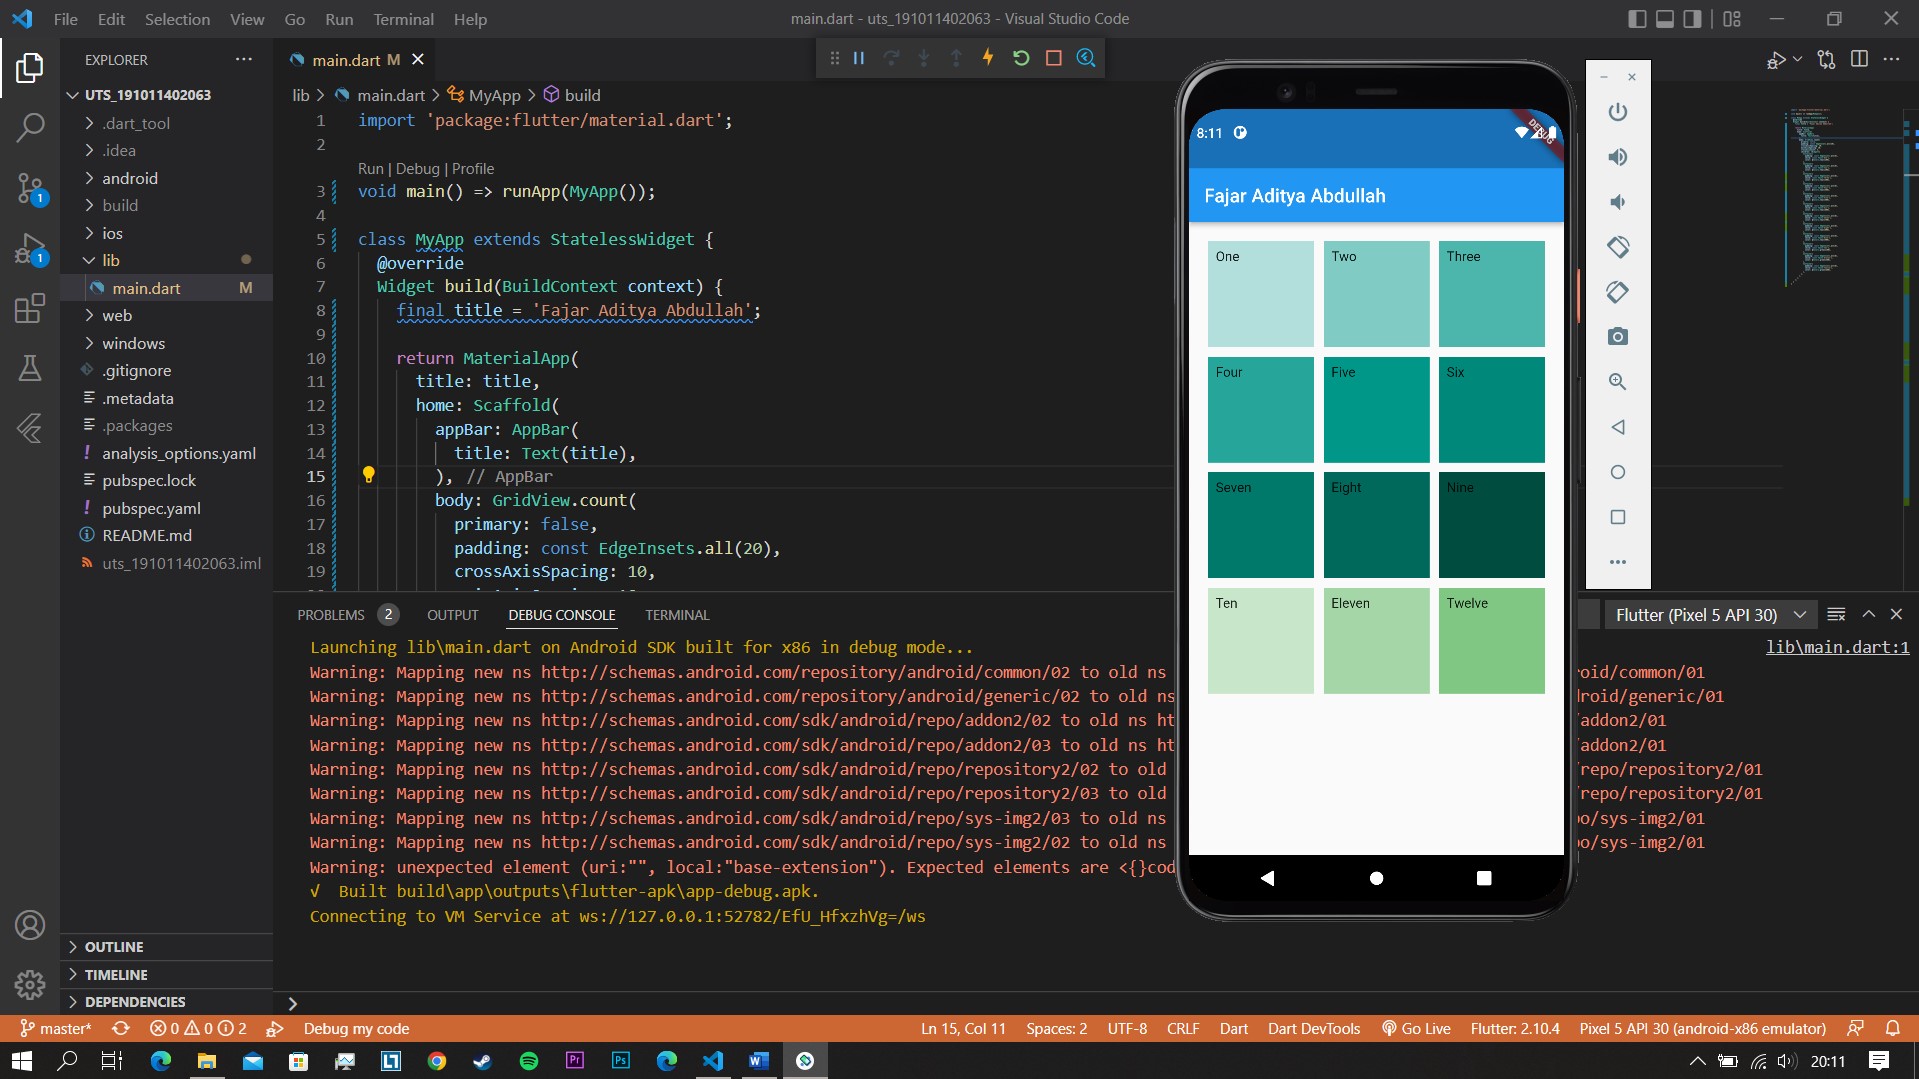 File Edit Selection View Go Run Terminal Help
main.dart - uts_191011402063 - Visual Studio Code
EXPLORER
UTS_191011402063
.dart_tool
.idea
android
build
ios
lib
main.dart M
web
windows
.gitignore
.metadata
.packages
analysis_options.yaml
pubspec.lock
pubspec.yaml
README.md
uts_191011402063.iml
OUTLINE
TIMELINE
DEPENDENCIES
1
1
main.dart M
lib > main.dart > MyApp > build
1 import 'package:flutter/material.dart';
2
Run | Debug | Profile
3 void main() => runApp(MyApp());
4
5 class MyApp extends StatelessWidget {
6 @override
7 Widget build(BuildContext context) {
8 final title = 'Fajar Aditya Abdullah';
9
10 return MaterialApp(
11 title: title,
12 home: Scaffold(
13 appBar: AppBar(
14 title: Text(title),
15 ), // AppBar
16 body: GridView.count(
17 primary: false,
18 padding: const EdgeInsets.all(20),
19 crossAxisSpacing: 10,
PROBLEMS 2 OUTPUT DEBUG CONSOLE TERMINAL
Flutter (Pixel 5 API 30)
Launching lib\main.dart on Android SDK built for x86 in debug mode...
lib\main.dart:1
Warning: Mapping new ns http://schemas.android.com/repository/android/common/02 to old ns
oid/common/01
Warning: Mapping new ns http://schemas.android.com/repository/android/generic/02 to old ns
roid/generic/01
Warning: Mapping new ns http://schemas.android.com/sdk/android/repo/addon2/02 to old ns ht
/addon2/01
Warning: Mapping new ns http://schemas.android.com/sdk/android/repo/addon2/03 to old ns ht
/addon2/01
Warning: Mapping new ns http://schemas.android.com/sdk/android/repo/repository2/02 to old
/repo/repository2/01
Warning: Mapping new ns http://schemas.android.com/sdk/android/repo/repository2/03 to old
/repo/repository2/01
Warning: Mapping new ns http://schemas.android.com/sdk/android/repo/sys-img2/03 to old ns
po/sys-img2/01
Warning: Mapping new ns http://schemas.android.com/sdk/android/repo/sys-img2/02 to old ns
po/sys-img2/01
Warning: unexpected element (uri:"", local:"base-extension"). Expected elements are <{}cod
√ Built build\app\outputs\flutter-apk\app-debug.apk.
Connecting to VM Service at ws://127.0.0.1:52782/EfU_HfxzhVg=/ws
8:11
DEBUG
Fajar Aditya Abdullah
One Two Three
Four Five Six
Seven Eight Nine
Ten Eleven Twelve
master* 0 0 2 Debug my code
Ln 15, Col 11 Spaces: 2 UTF-8 CRLF Dart Dart DevTools Go Live Flutter: 2.10.4 Pixel 5 API 30 (android-x86 emulator)
Pr Ps W
20:11